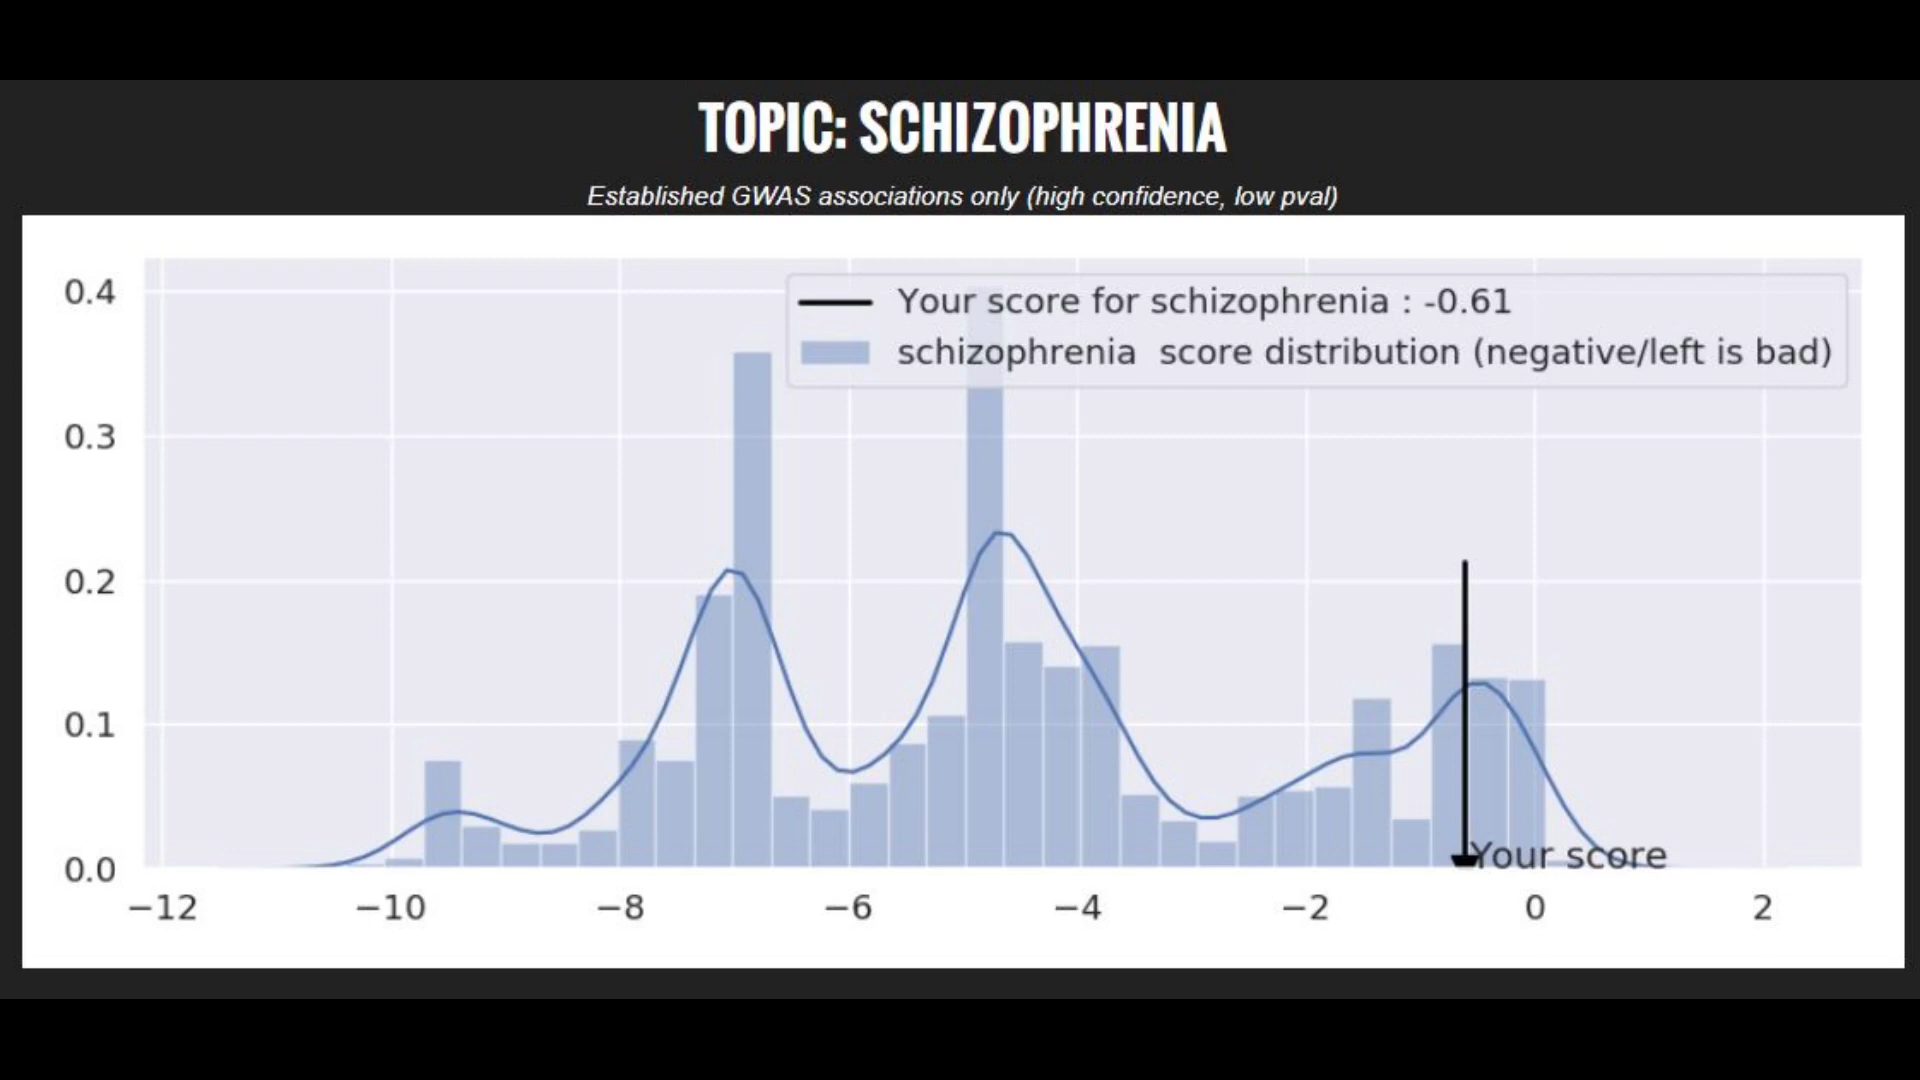 TOPIC: SCHIZOPHRENIA
Established GWAS associations only (high confidence, low pval)
Your score for schizophrenia : -0.61
schizophrenia  score distribution (negative/left is bad)
0.4
0.3
0.2
0.1
0.0
Your score
−12 −10 −8 −6 −4 −2 0 2